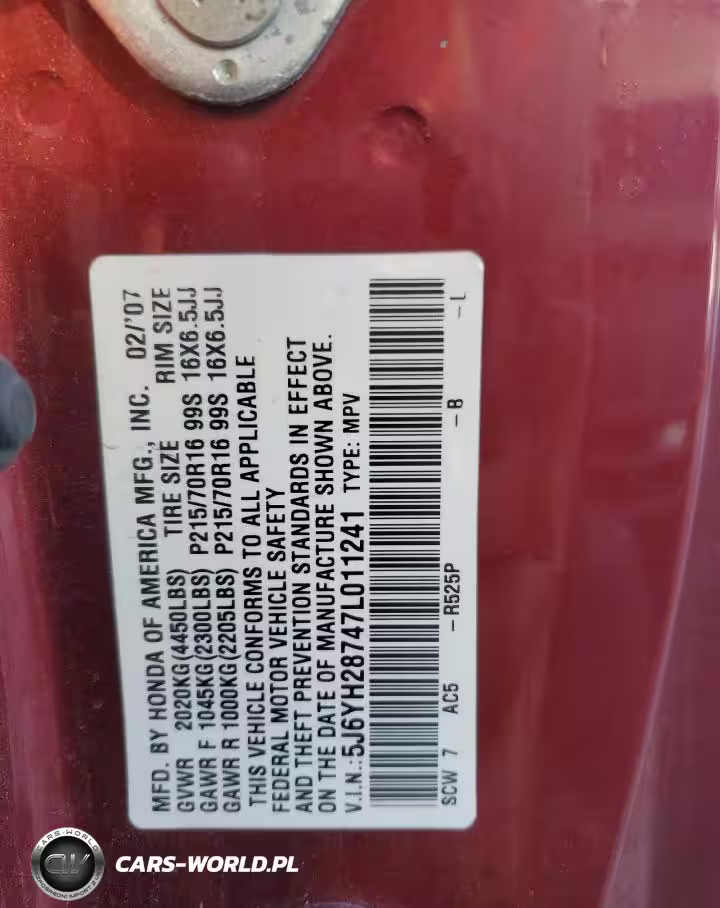 MFD. BY HONDA OF AMERICA MFG., INC. 02/'07
GVWR 2020KG(4450LBS) TIRE SIZE RIM SIZE
GAWR F 1045KG(2300LBS) P215/70R16 99S 16X6.5JJ
GAWR R 1000KG(2205LBS) P215/70R16 99S 16X6.5JJ
THIS VEHICLE CONFORMS TO ALL APPLICABLE
FEDERAL MOTOR VEHICLE SAFETY
AND THEFT PREVENTION STANDARDS IN EFFECT
ON THE DATE OF MANUFACTURE SHOWN ABOVE.
V.I.N.:5J6YH28747L011241 TYPE: MPV
SCW 7 AC5 –R525P –B –L
CARS-WORLD
CW
CARS-WORLD.PL